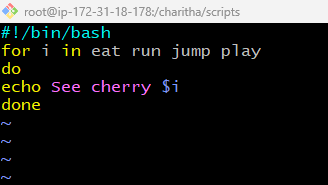 root@ip-172-31-18-178:/charitha/scripts
#!/bin/bash
for i in eat run jump play
do
echo See cherry $i
done
~
~
~
~